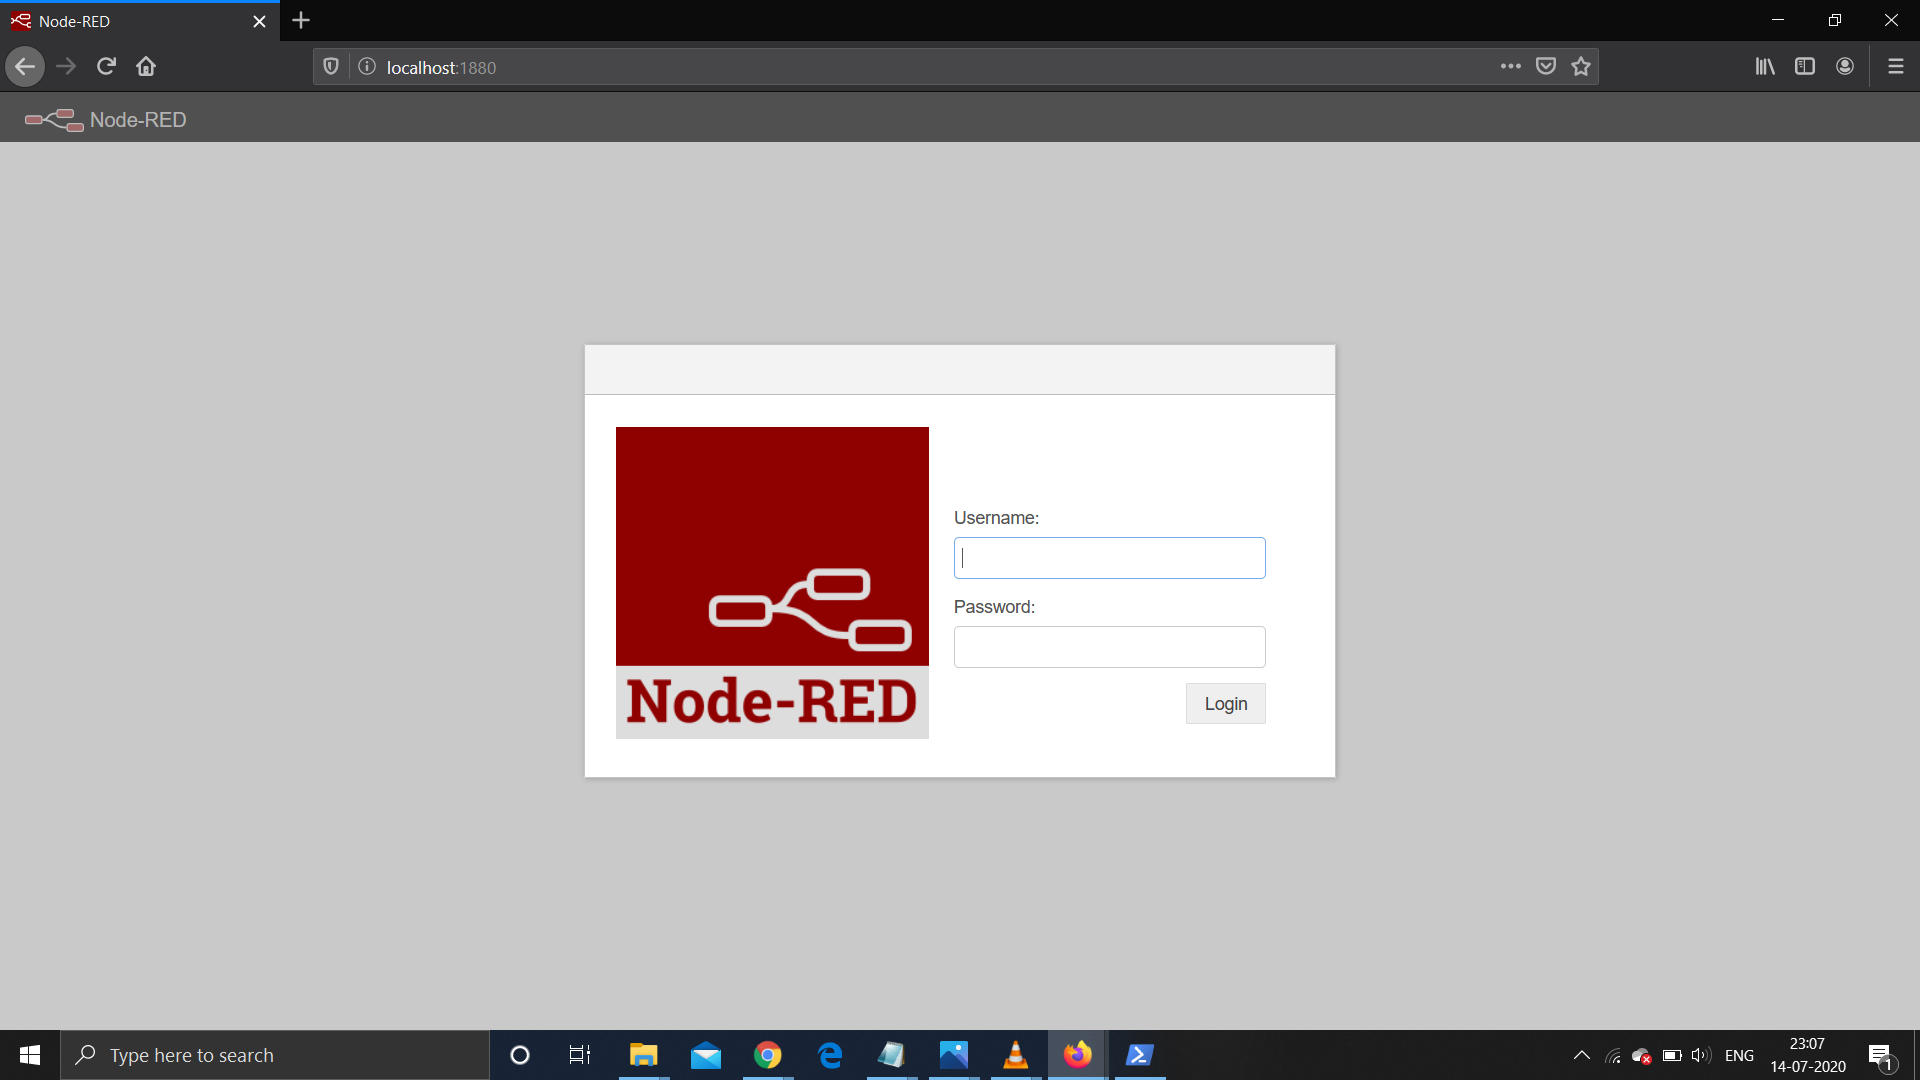 Node-RED
localhost:1880
Node-RED
Username:
Password:
Login
Node-RED
Type here to search
ENG
23:07
14-07-2020
1